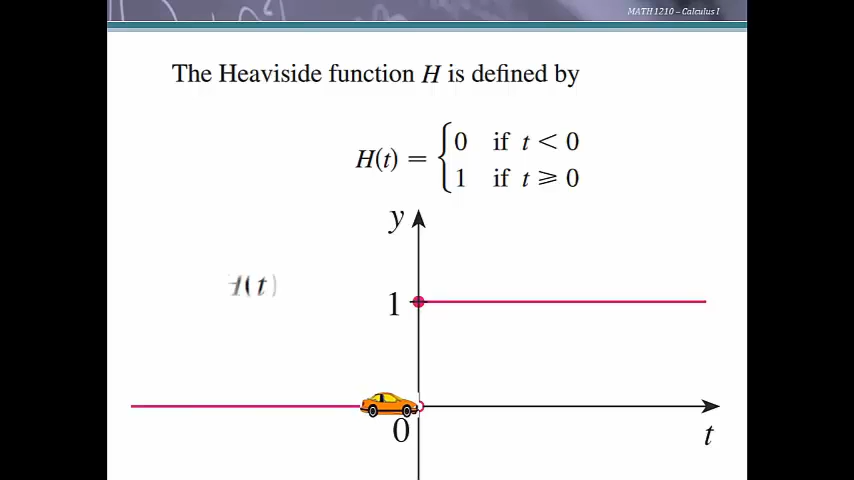 MATH 1210 – Calculus I
The Heaviside function H is defined by
H(t) = { 0 if t < 0
1 if t ⩾ 0
y
H(t)
1
0
t